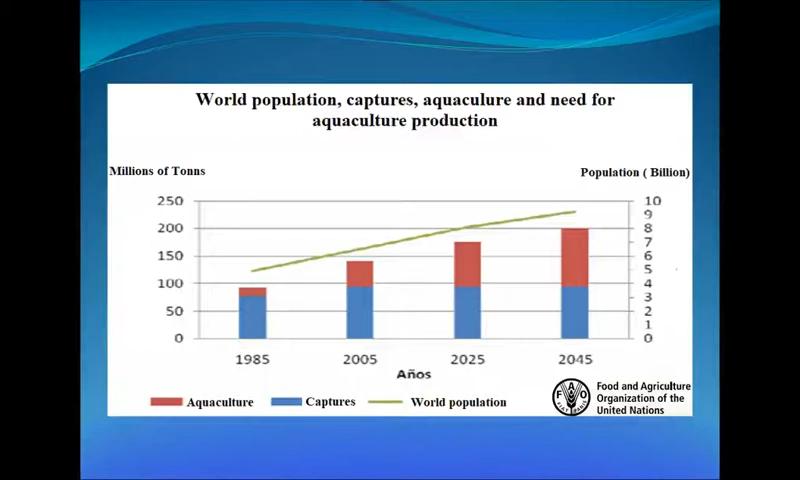 World population, captures, aquaculure and need for
aquaculture production
Millions of Tonns
Population ( Billion)
250
200
150
100
50
0
10
9
8
7
6
5
4
3
2
1
0
1985 2005 2025 2045
Años
Aquaculture Captures World population
F A O
FIAT PANIS
Food and Agriculture
Organization of the
United Nations